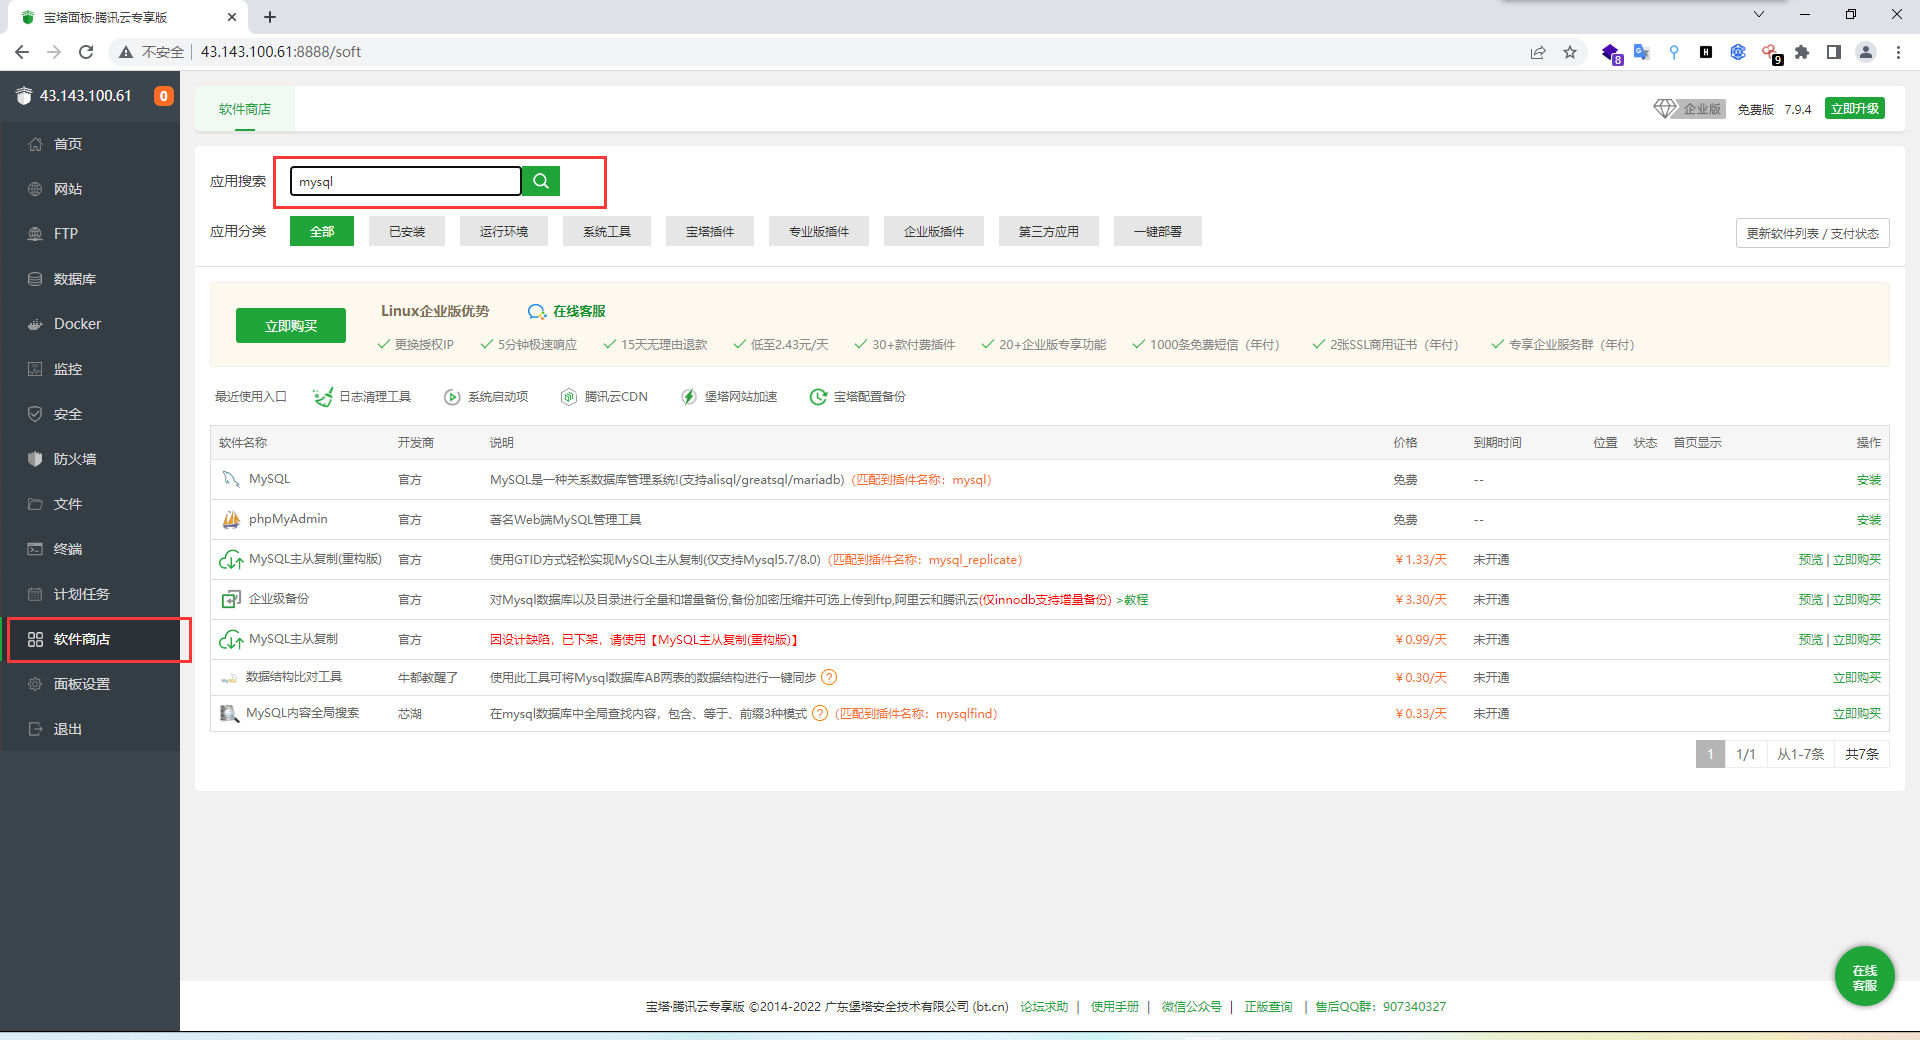 宝塔面板·腾讯云专享版
不安全 43.143.100.61:8888/soft
8
9
43.143.100.61 0
首页
网站
FTP
数据库
Docker
监控
安全
防火墙
文件
终端
计划任务
软件商店
面板设置
退出
软件商店
企业版 免费版 7.9.4 立即升级
应用搜索 mysql
应用分类 全部 已安装 运行环境 系统工具 宝塔插件 专业版插件 企业版插件 第三方应用 一键部署
更新软件列表 / 支付状态
立即购买 Linux企业版优势 在线客服
更换授权IP 5分钟极速响应 15天无理由退款 低至2.43元/天 30+款付费插件 20+企业版专享功能 1000条免费短信（年付） 2张SSL商用证书（年付） 专享企业服务群（年付）
最近使用入口 日志清理工具 系统启动项 腾讯云CDN 堡塔网站加速 宝塔配置备份
软件名称 开发商 说明 价格 到期时间 位置 状态 首页显示 操作
MySQL 官方 MySQL是一种关系数据库管理系统!(支持alisql/greatsql/mariadb)（匹配到插件名称：mysql） 免费 -- 安装
phpMyAdmin 官方 著名Web端MySQL管理工具 免费 -- 安装
MySQL主从复制(重构版) 官方 使用GTID方式轻松实现MySQL主从复制(仅支持Mysql5.7/8.0)（匹配到插件名称：mysql_replicate） ￥1.33/天 未开通 预览 | 立即购买
企业级备份 官方 对Mysql数据库以及目录进行全量和增量备份,备份加密压缩并可选上传到ftp,阿里云和腾讯云(仅innodb支持增量备份) >教程 ￥3.30/天 未开通 预览 | 立即购买
MySQL主从复制 官方 因设计缺陷，已下架，请使用【MySQL主从复制(重构版)】 ￥0.99/天 未开通 预览 | 立即购买
数据结构比对工具 牛都教醒了 使用此工具可将Mysql数据库AB两表的数据结构进行一键同步 ? ￥0.30/天 未开通 立即购买
MySQL内容全局搜索 芯湖 在mysql数据库中全局查找内容，包含、等于、前缀3种模式 ?（匹配到插件名称：mysqlfind） ￥0.33/天 未开通 立即购买
1 1/1 从1-7条 共7条
在线
客服
宝塔·腾讯云专享版 ©2014-2022 广东堡塔安全技术有限公司 (bt.cn) 论坛求助 | 使用手册 | 微信公众号 | 正版查询 | 售后QQ群：907340327